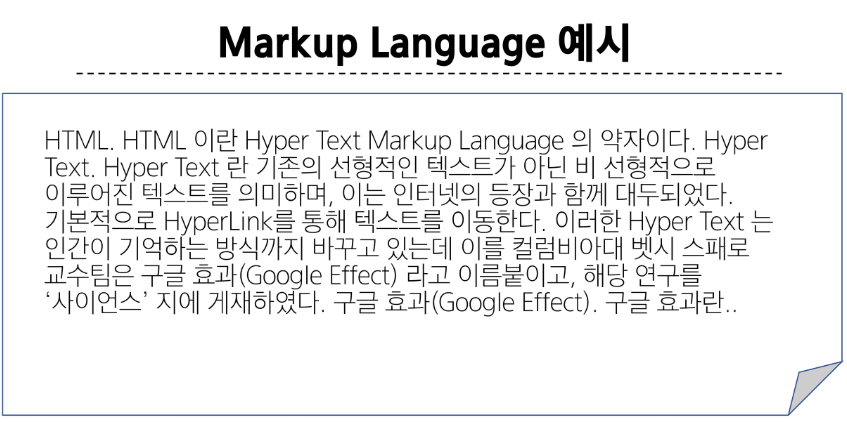 Markup Language 예시
HTML. HTML 이란 Hyper Text Markup Language 의 약자이다. Hyper
Text. Hyper Text 란 기존의 선형적인 텍스트가 아닌 비 선형적으로
이루어진 텍스트를 의미하며, 이는 인터넷의 등장과 함께 대두되었다.
기본적으로 HyperLink를 통해 텍스트를 이동한다. 이러한 Hyper Text 는
인간이 기억하는 방식까지 바꾸고 있는데 이를 컬럼비아대 벳시 스패로
교수팀은 구글 효과(Google Effect) 라고 이름붙이고, 해당 연구를
‘사이언스’ 지에 게재하였다. 구글 효과(Google Effect). 구글 효과란..